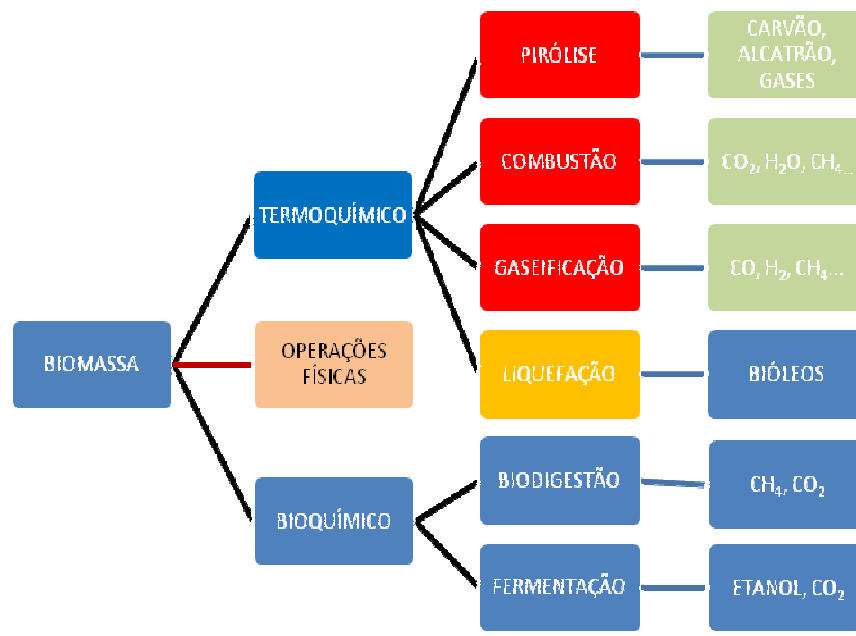 PIRÓLISE
CARVÃO,
ALCATRÃO,
GASES
COMBUSTÃO
CO₂, H₂O, CH₄...
TERMOQUÍMICO
GASEIFICAÇÃO
CO, H₂, CH₄...
BIOMASSA
OPERAÇÕES
FÍSICAS
LIQUEFAÇÃO
BIÓLEOS
BIOQUÍMICO
BIODIGESTÃO
CH₄, CO₂
FERMENTAÇÃO
ETANOL, CO₂